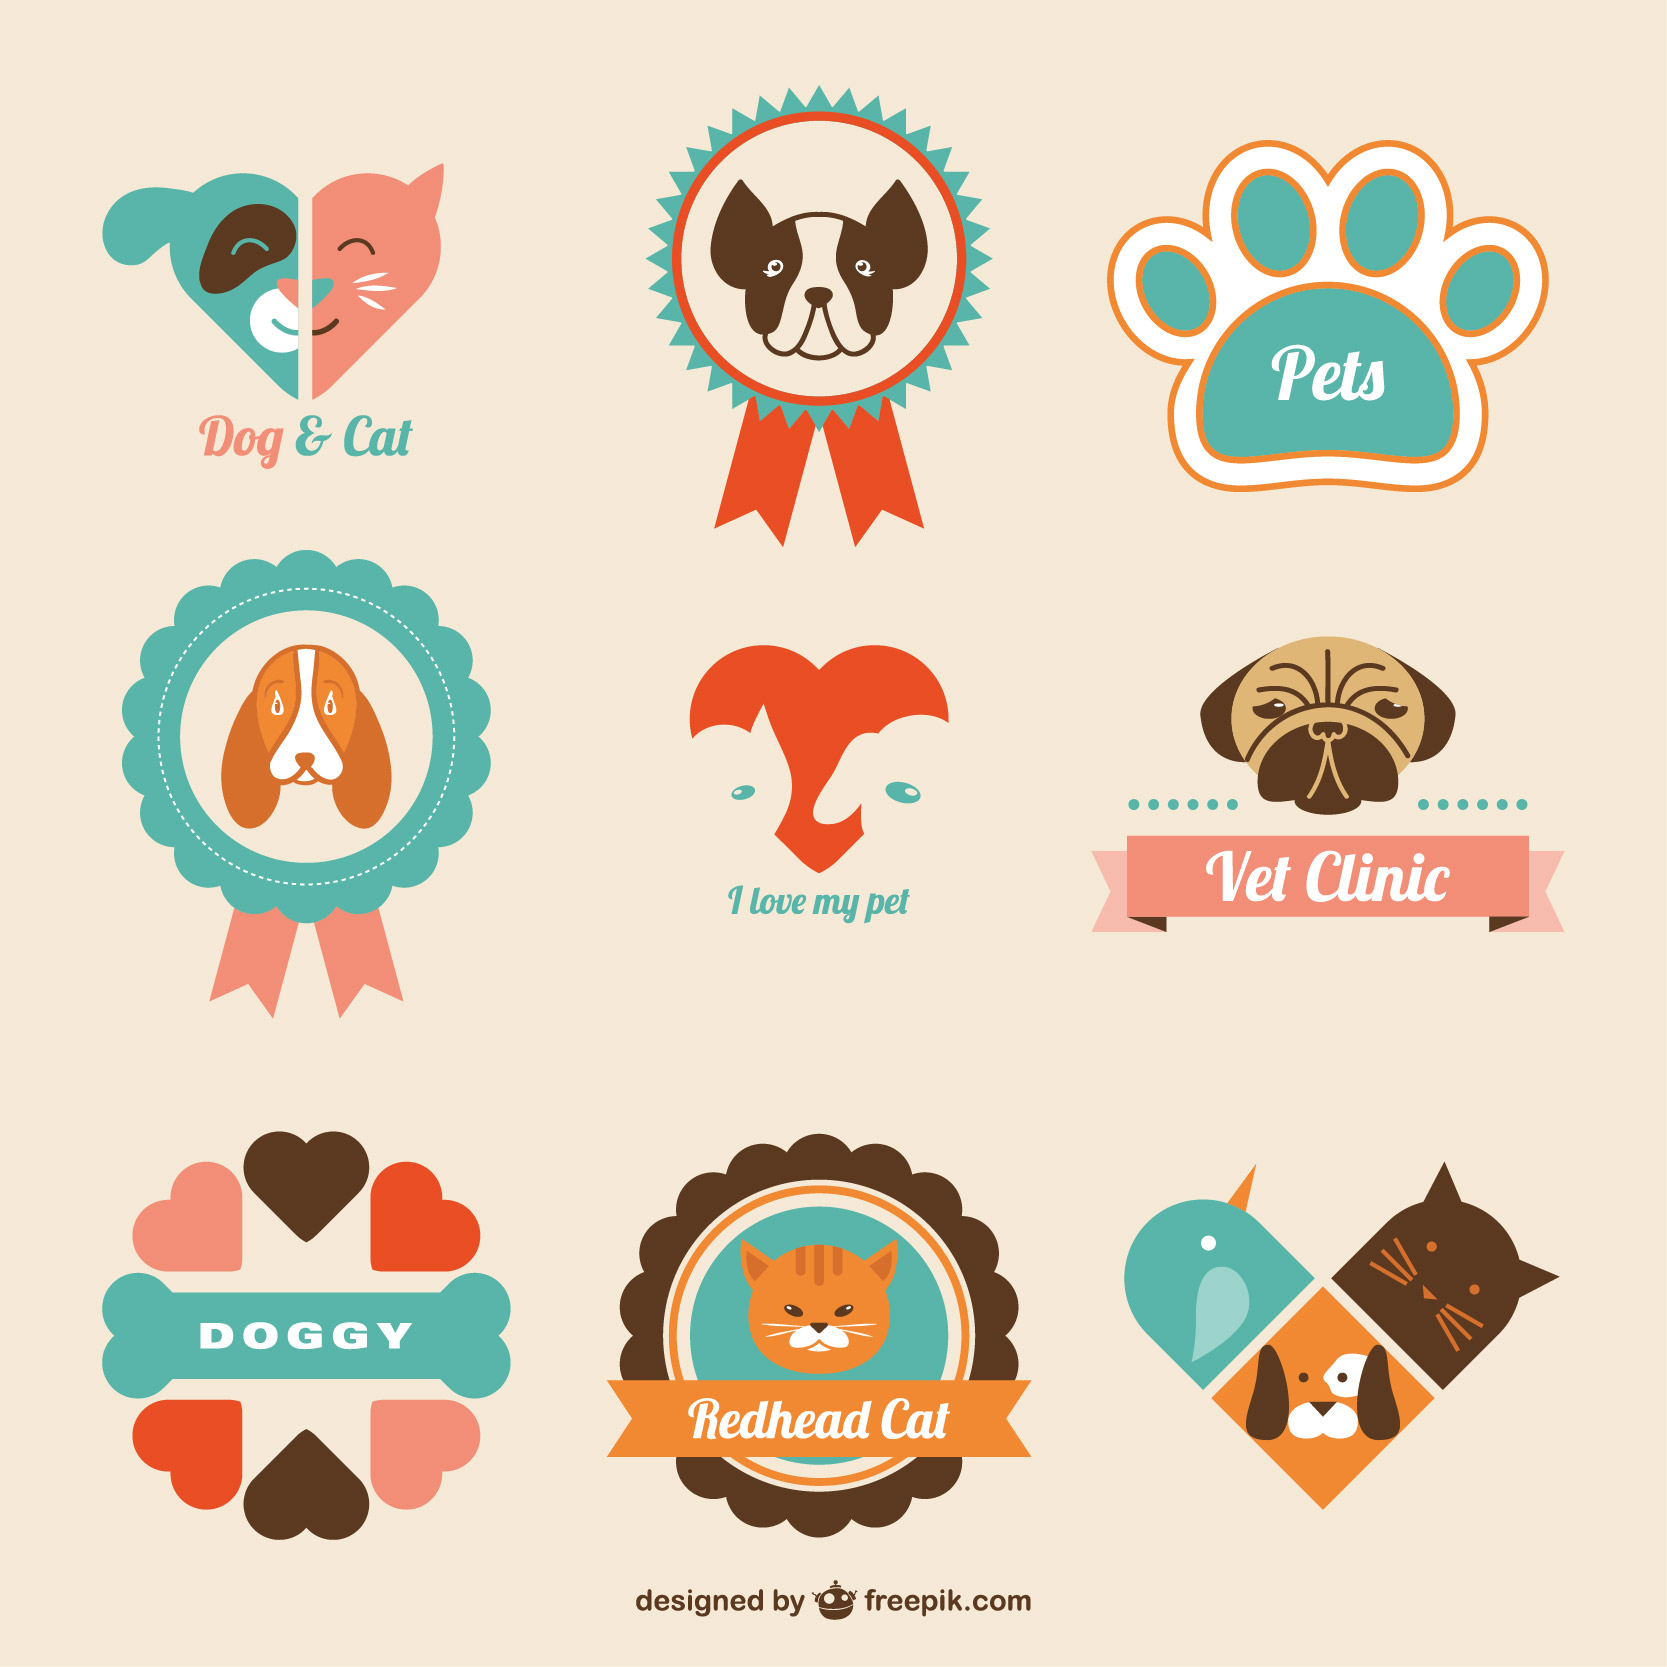 Dog & Cat
Pets
I love my pet
Vet Clinic
DOGGY
Redhead Cat
designed by freepik.com